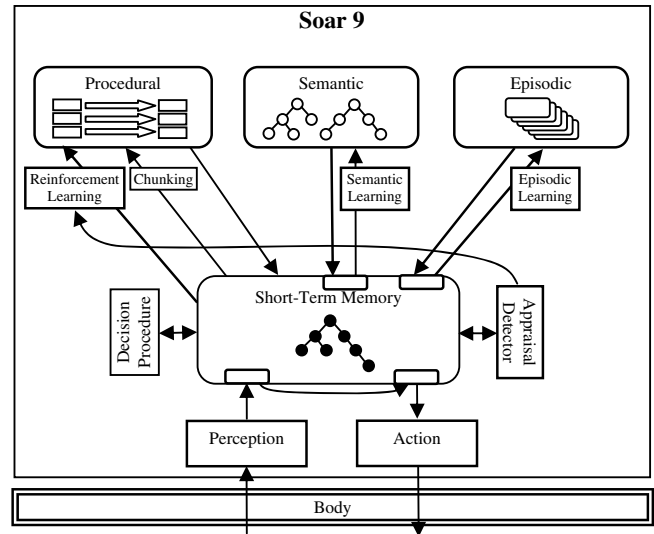 Soar 9
Procedural
Semantic
Episodic
Reinforcement
Learning
Chunking
Semantic
Learning
Episodic
Learning
Short-Term Memory
Decision
Procedure
Appraisal
Detector
Perception
Action
Body